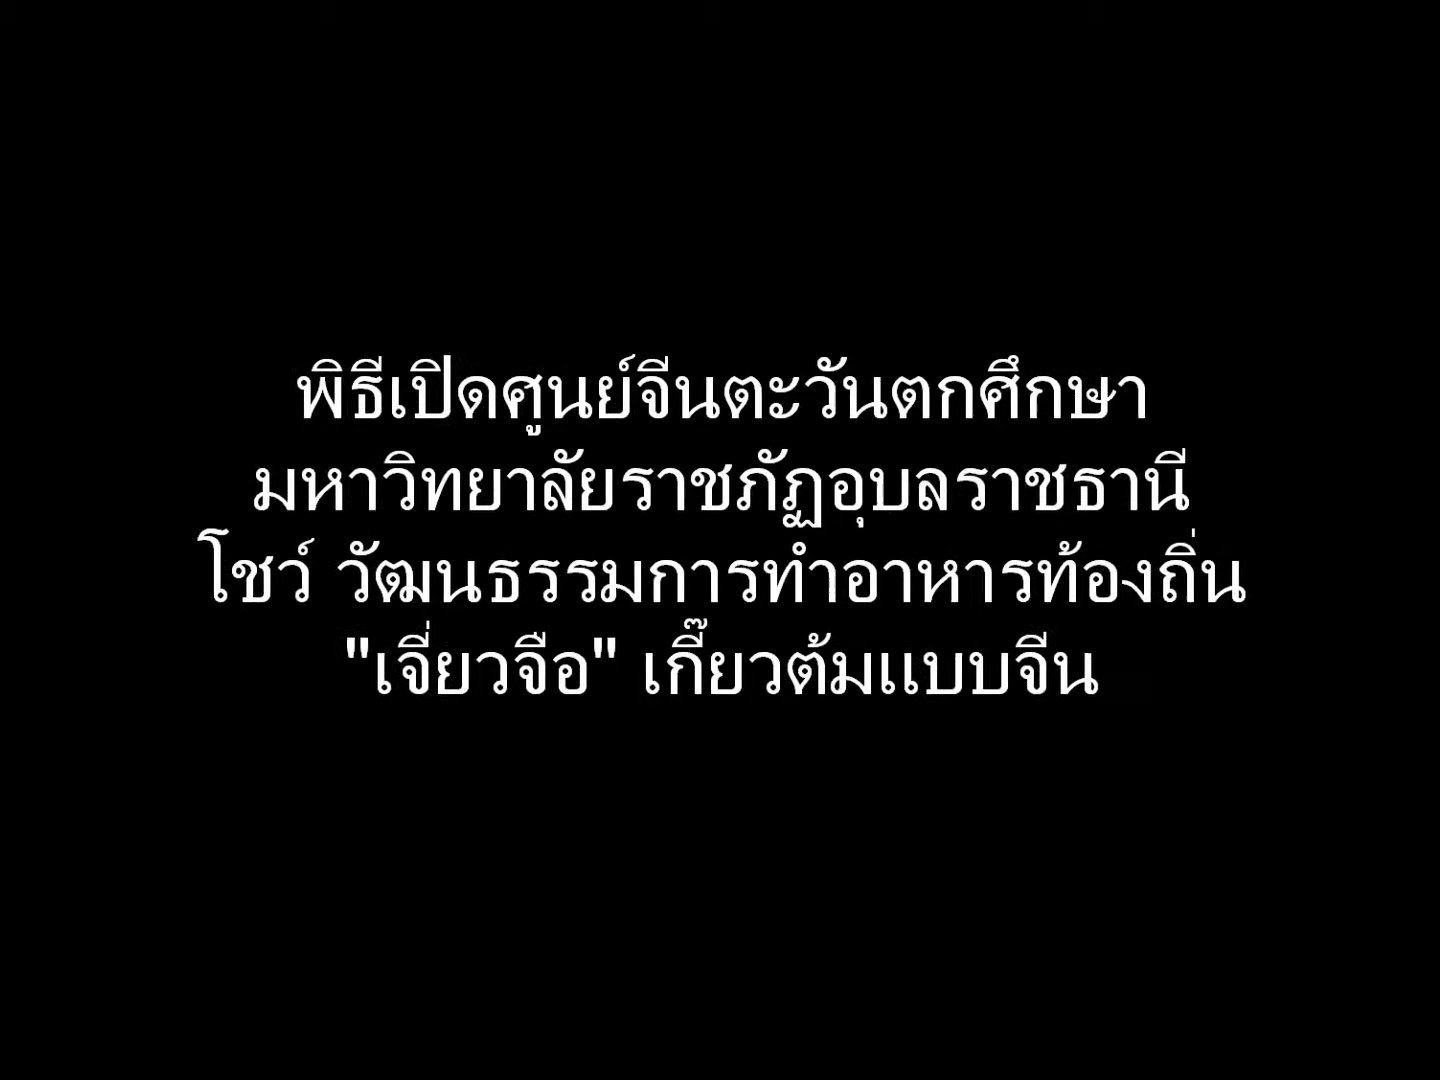 พิธีเปิดศูนย์จีนตะวันตกศึกษา
มหาวิทยาลัยราชภัฏอุบลราชธานี
โชว์ วัฒนธรรมการทำอาหารท้องถิ่น
"เจี่ยวจือ" เกี๊ยวต้มแบบจีน